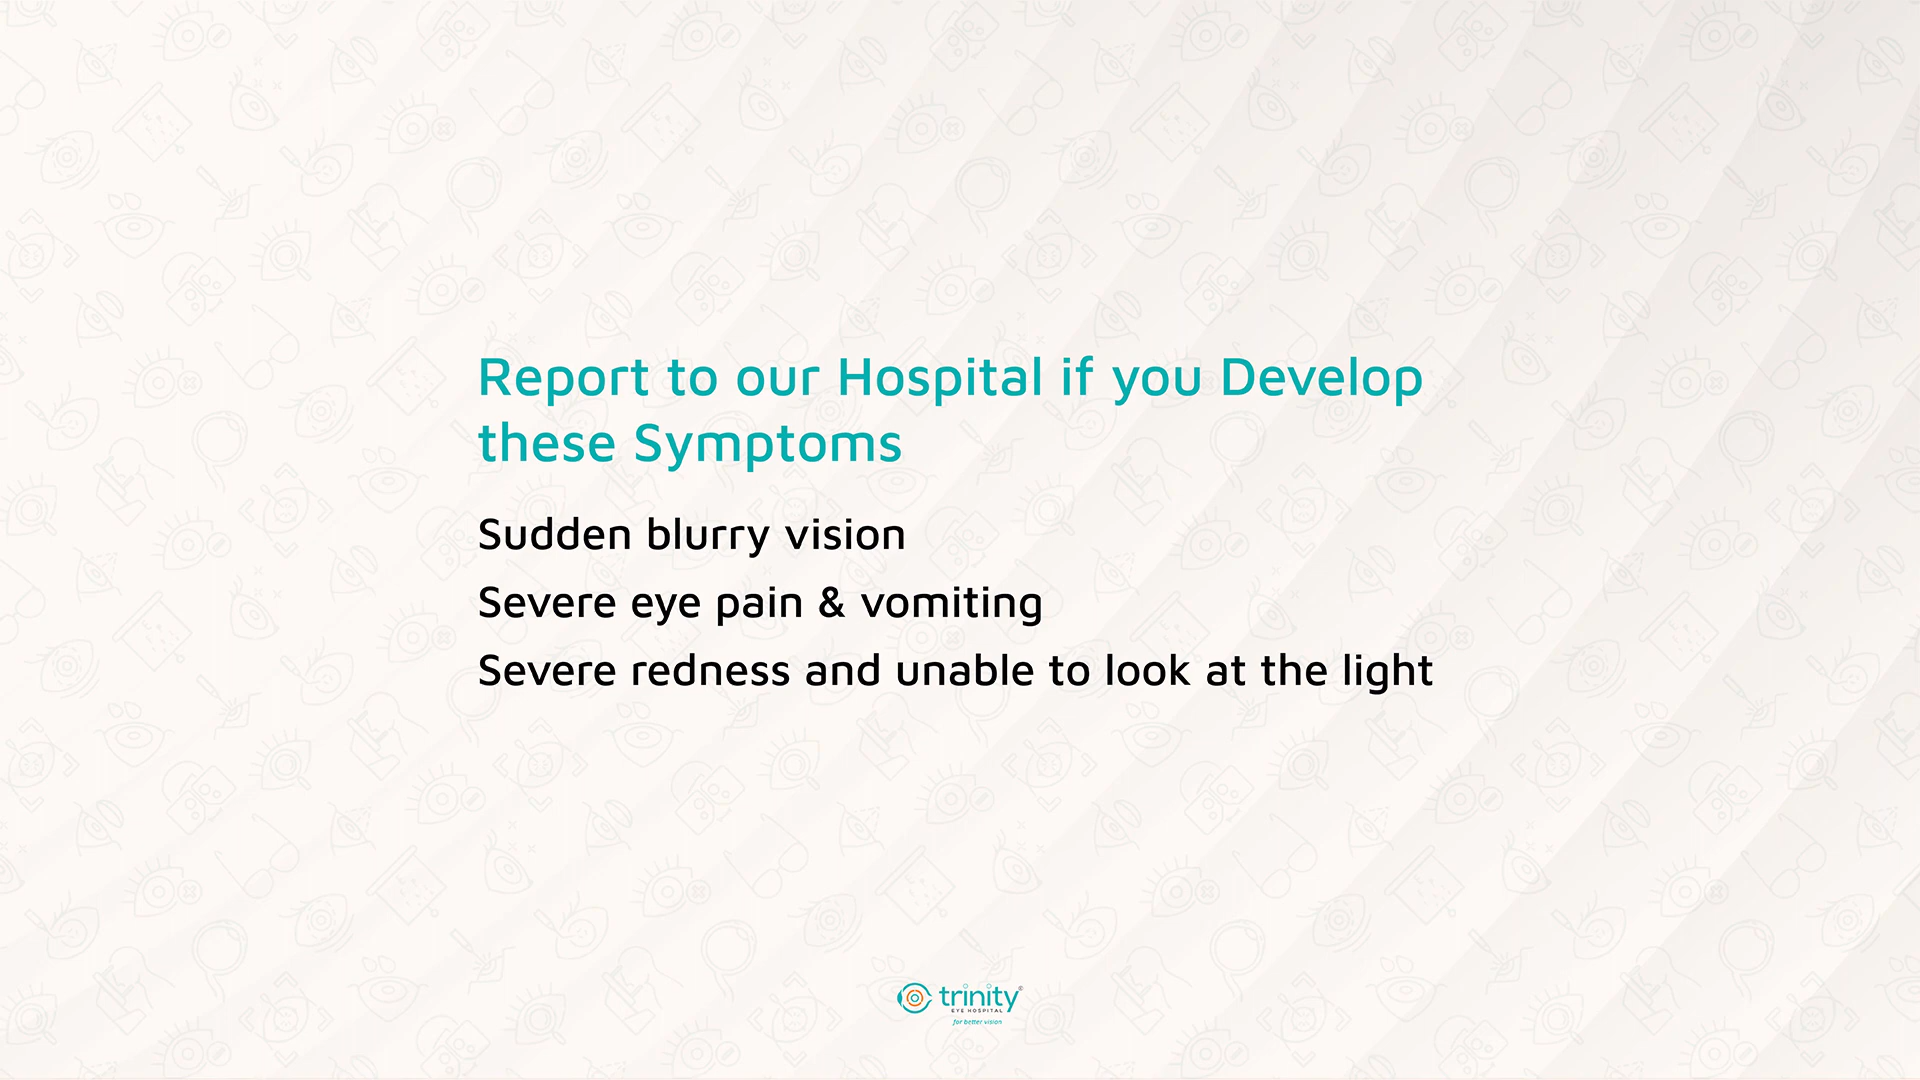 Report to our Hospital if you Develop
these Symptoms
Sudden blurry vision
Severe eye pain & vomiting
Severe redness and unable to look at the light
trinity®
EYE HOSPITAL
for better vision